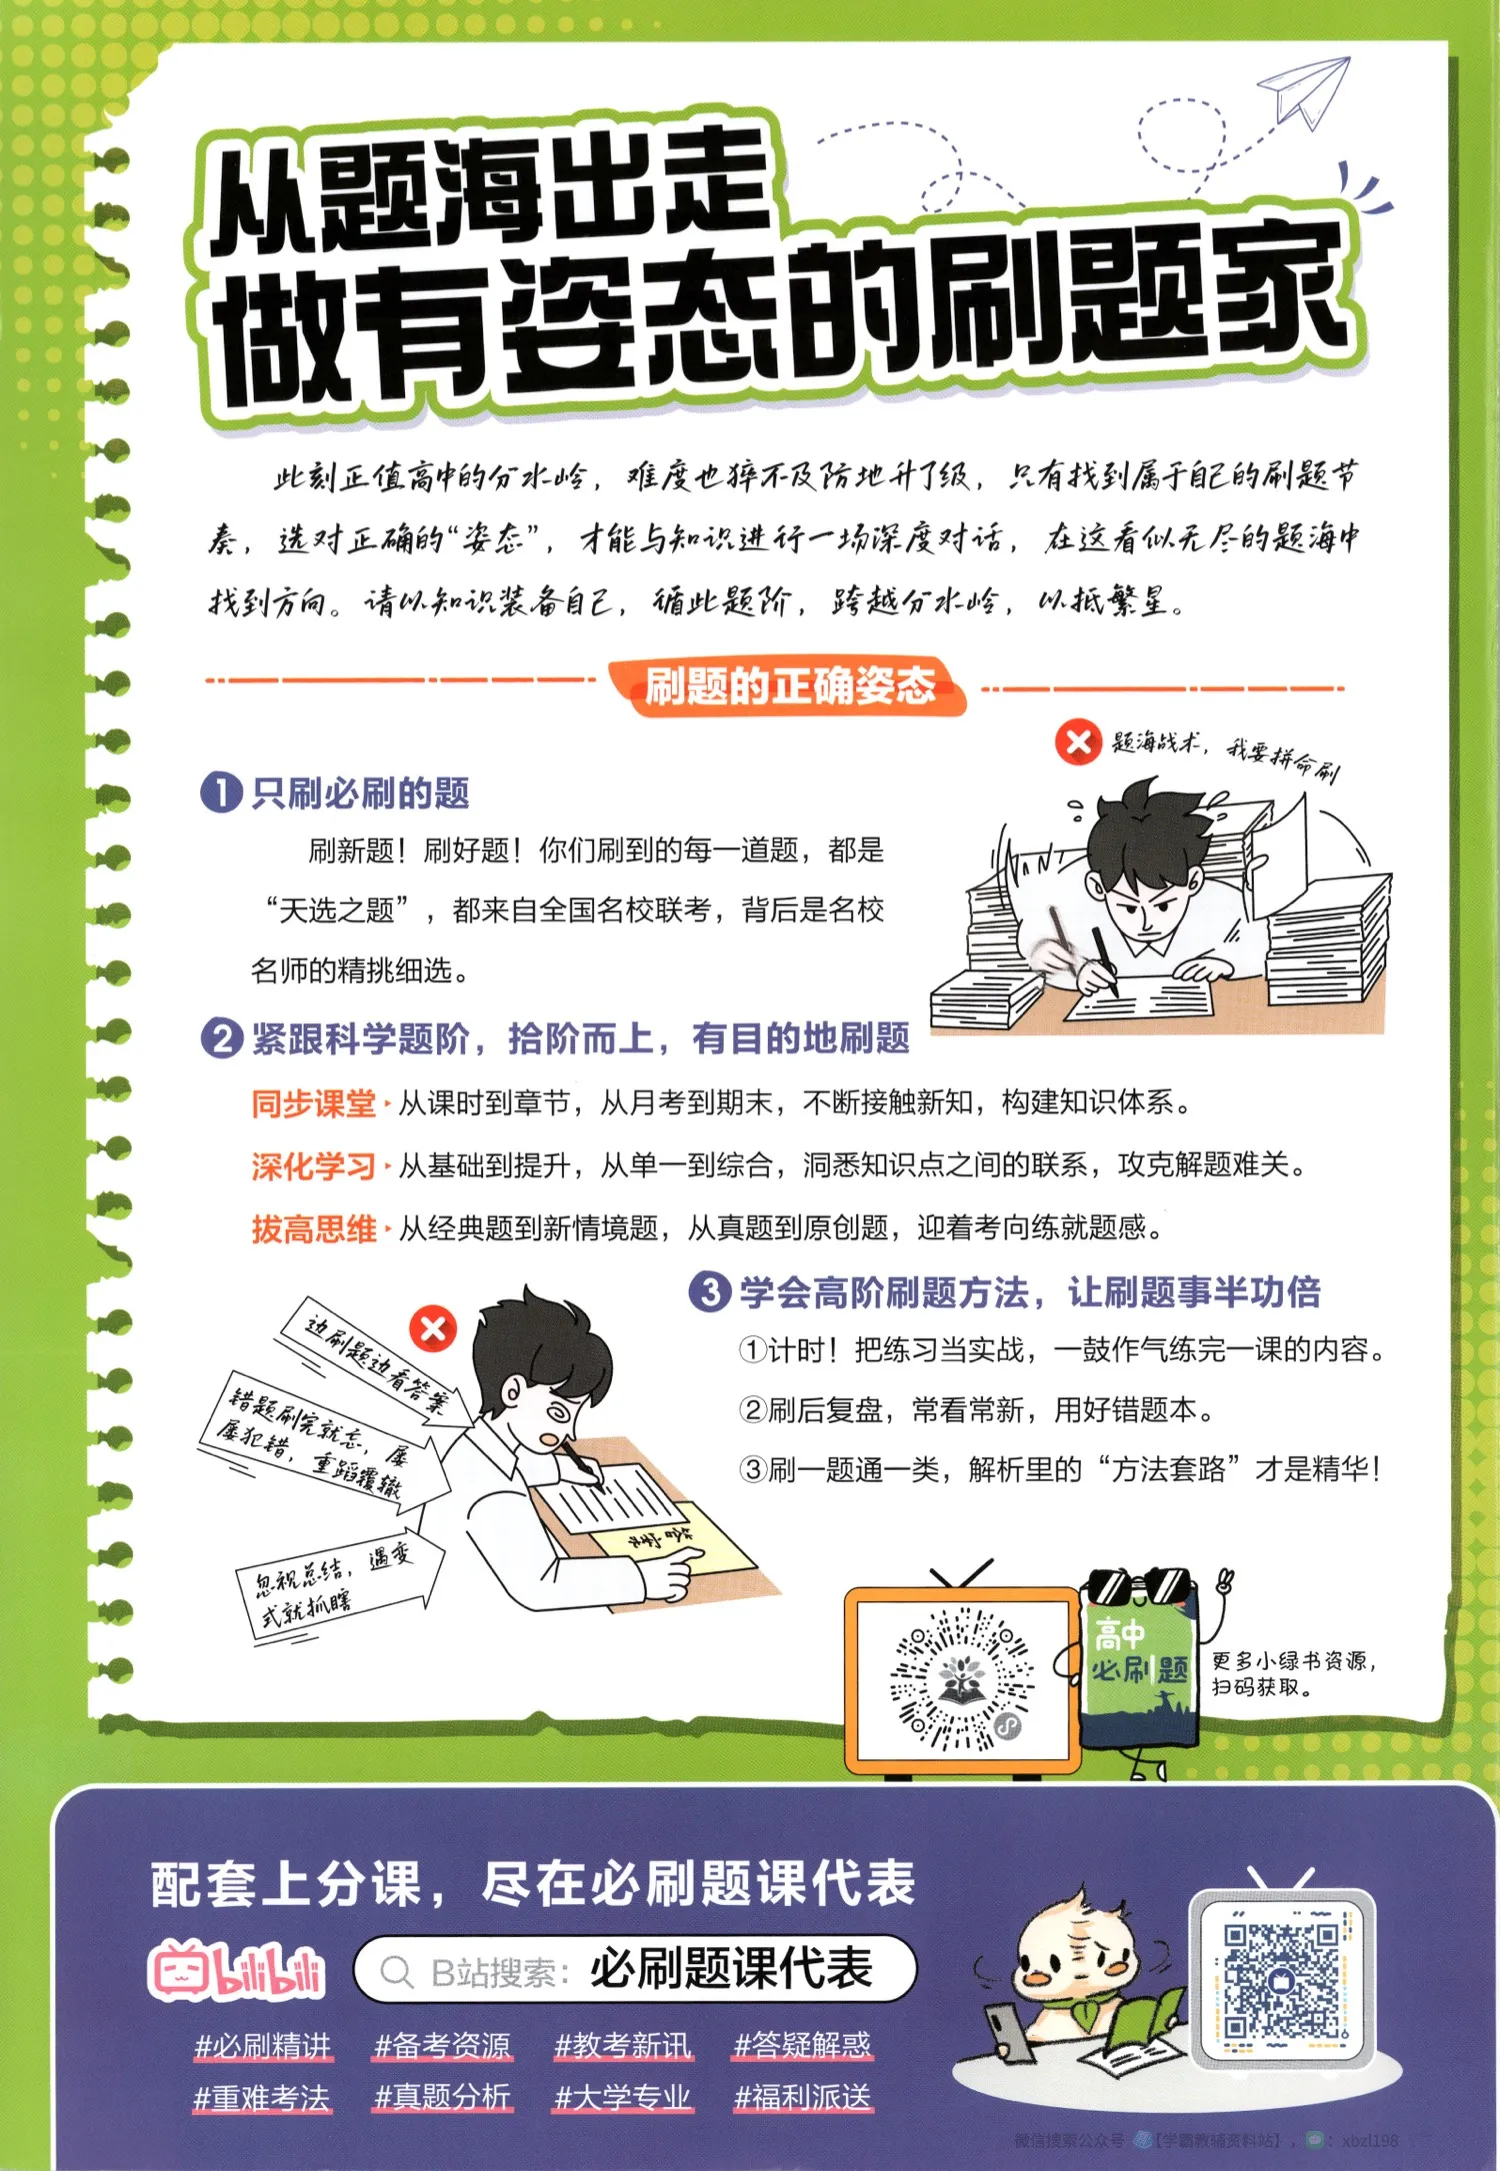 从题海出走
做有姿态的刷题家
此刻正值高中的分水岭，难度也猝不及防地升了级，只有找到属于自己的刷题节
奏，选对正确的“姿态”，才能与知识进行一场深度对话，在这看似无尽的题海中
找到方向。请以知识装备自己，循此题阶，跨越分水岭，以抵繁星。
刷题的正确姿态
题海战术，我要拼命刷
1 只刷必刷的题
刷新题！刷好题！你们刷到的每一道题，都是
“天选之题”，都来自全国名校联考，背后是名校
名师的精挑细选。
2 紧跟科学题阶，拾阶而上，有目的地刷题
同步课堂 从课时到章节，从月考到期末，不断接触新知，构建知识体系。
深化学习 从基础到提升，从单一到综合，洞悉知识点之间的联系，攻克解题难关。
拔高思维 从经典题到新情境题，从真题到原创题，迎着考向练就题感。
边刷题边看答案
错题刷完就忘，屡
屡犯错，重蹈覆辙
忽视总结，遇变
式就抓瞎
答案
3 学会高阶刷题方法，让刷题事半功倍
①计时！把练习当实战，一鼓作气练完一课的内容。
②刷后复盘，常看常新，用好错题本。
③刷一题通一类，解析里的“方法套路”才是精华！
高中
必刷题
更多小绿书资源，
扫码获取。
配套上分课，尽在必刷题课代表
bilibili
B站搜索：必刷题课代表
#必刷精讲 #备考资源 #教考新讯 #答疑解惑
#重难考法 #真题分析 #大学专业 #福利派送
微信搜索公众号【学霸教辅资料站】，：xbzl198